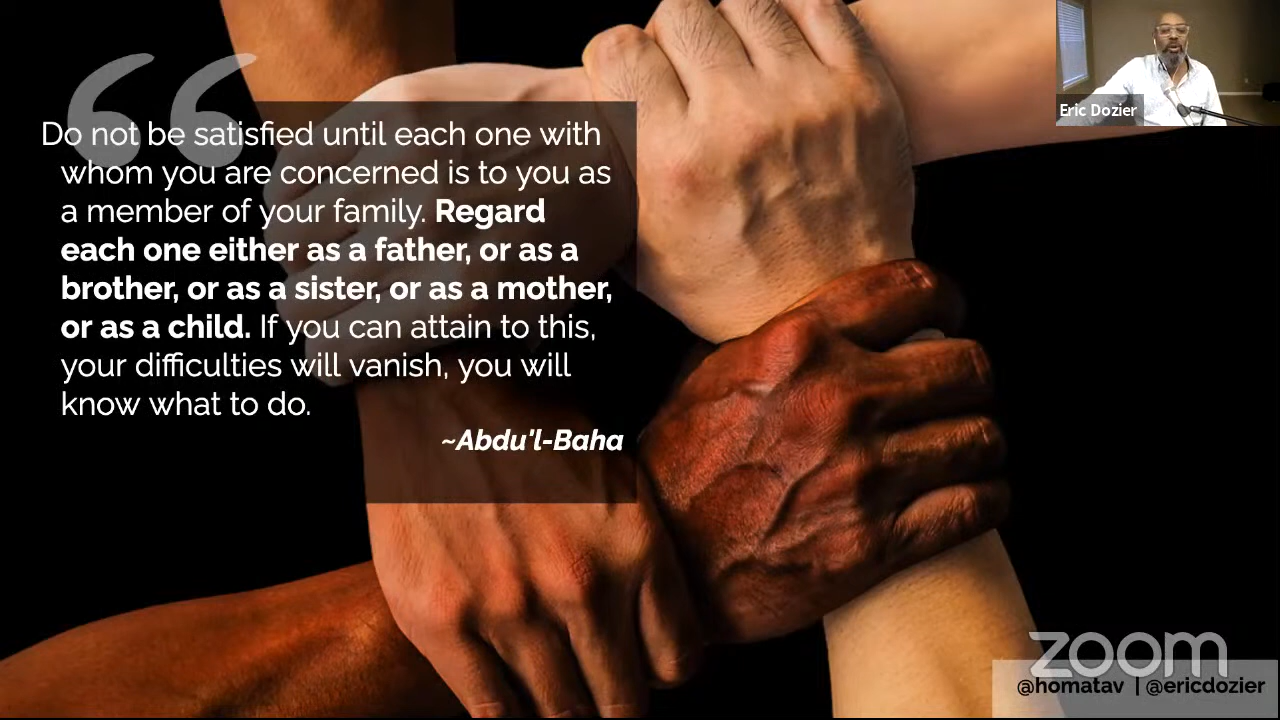 “
Do not be satisfied until each one with
whom you are concerned is to you as
a member of your family. Regard
each one either as a father, or as a
brother, or as a sister, or as a mother,
or as a child. If you can attain to this,
your difficulties will vanish, you will
know what to do.
~Abdu'l-Baha
Eric Dozier
zoom
@homatav | @ericdozier